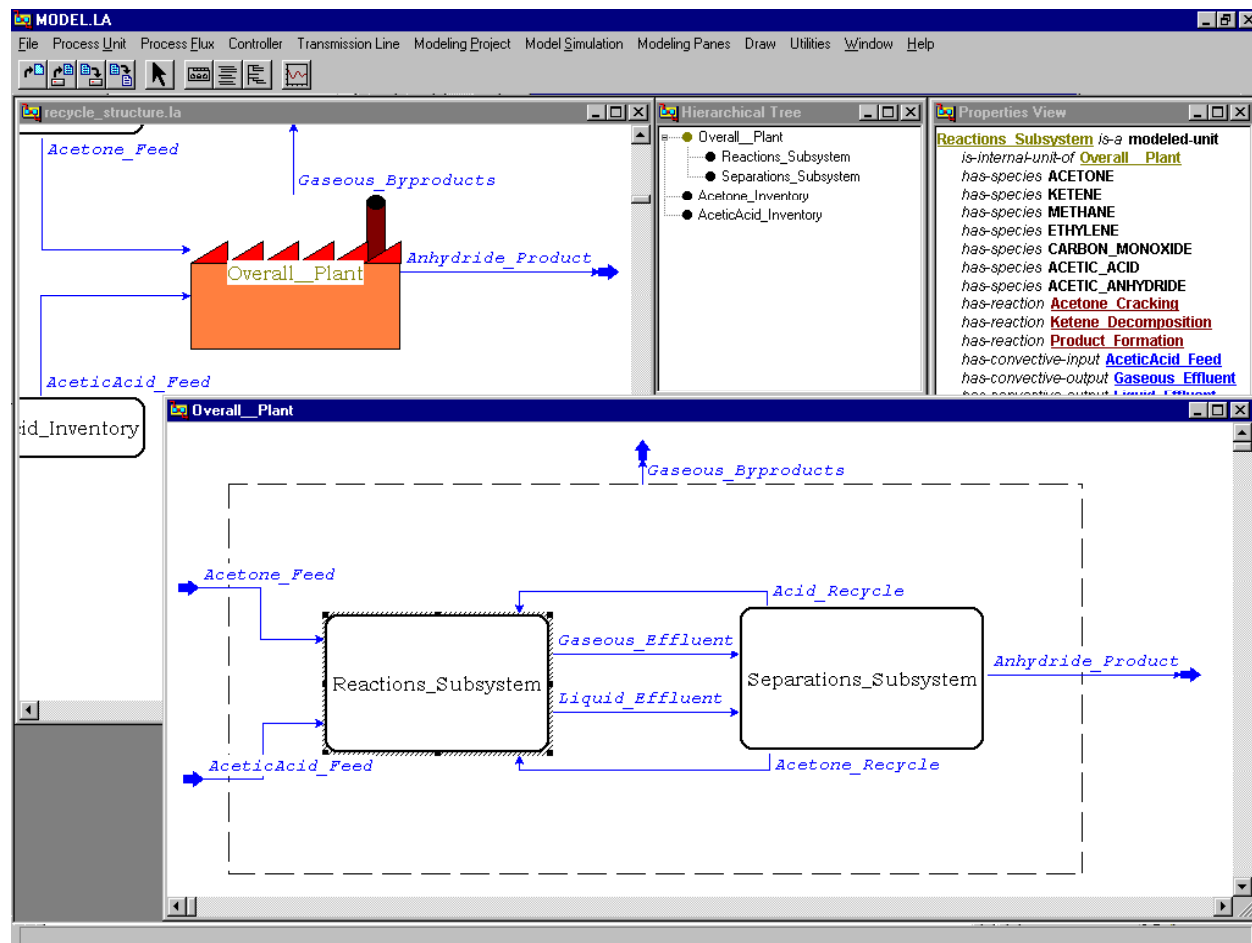 MODEL.LA
File Process Unit Process Flux Controller Transmission Line Modeling Project Model Simulation Modeling Panes Draw Utilities Window Help
recycle_structure.la
Acetone_Feed
Gaseous_Byproducts
Anhydride_Product
Overall__Plant
AceticAcid_Feed
id_Inventory
Hierarchical Tree
Overall__Plant
Reactions_Subsystem
Separations_Subsystem
Acetone_Inventory
AceticAcid_Inventory
Properties View
Reactions_Subsystem is-a modeled-unit
is-internal-unit-of Overall__Plant
has-species ACETONE
has-species KETENE
has-species METHANE
has-species ETHYLENE
has-species CARBON_MONOXIDE
has-species ACETIC_ACID
has-species ACETIC_ANHYDRIDE
has-reaction Acetone_Cracking
has-reaction Ketene_Decomposition
has-reaction Product_Formation
has-convective-input AceticAcid_Feed
has-convective-output Gaseous_Effluent
has-convective-output Liquid_Effluent
Overall__Plant
Gaseous_Byproducts
Acetone_Feed
Acid_Recycle
Gaseous_Effluent
Anhydride_Product
Reactions_Subsystem
Separations_Subsystem
Liquid_Effluent
AceticAcid_Feed
Acetone_Recycle